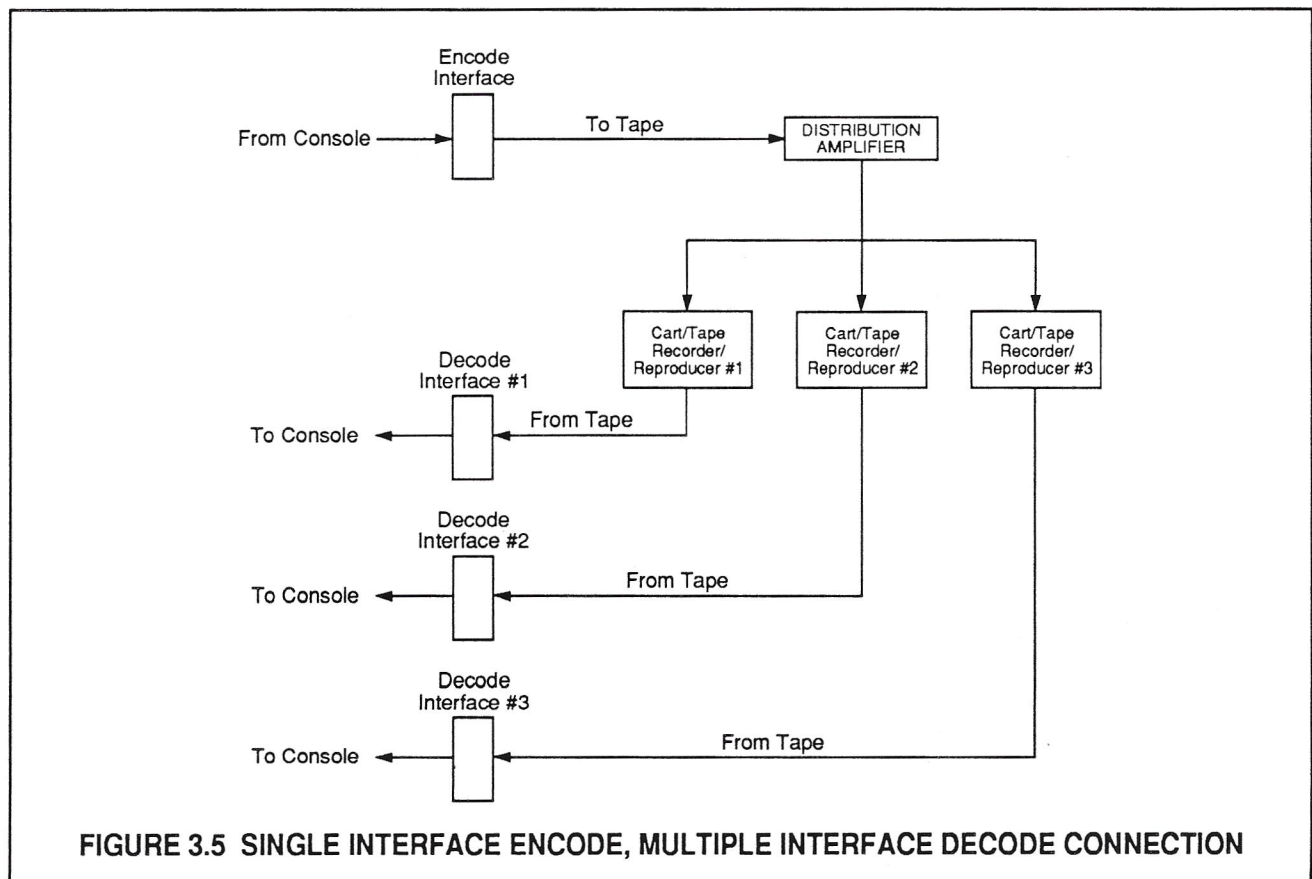 Encode
Interface
From Console
To Tape
DISTRIBUTION
AMPLIFIER
Cart/Tape
Recorder/
Reproducer #1
Cart/Tape
Recorder/
Reproducer #2
Cart/Tape
Recorder/
Reproducer #3
Decode
Interface #1
From Tape
To Console
Decode
Interface #2
From Tape
To Console
Decode
Interface #3
From Tape
To Console
FIGURE 3.5 SINGLE INTERFACE ENCODE, MULTIPLE INTERFACE DECODE CONNECTION